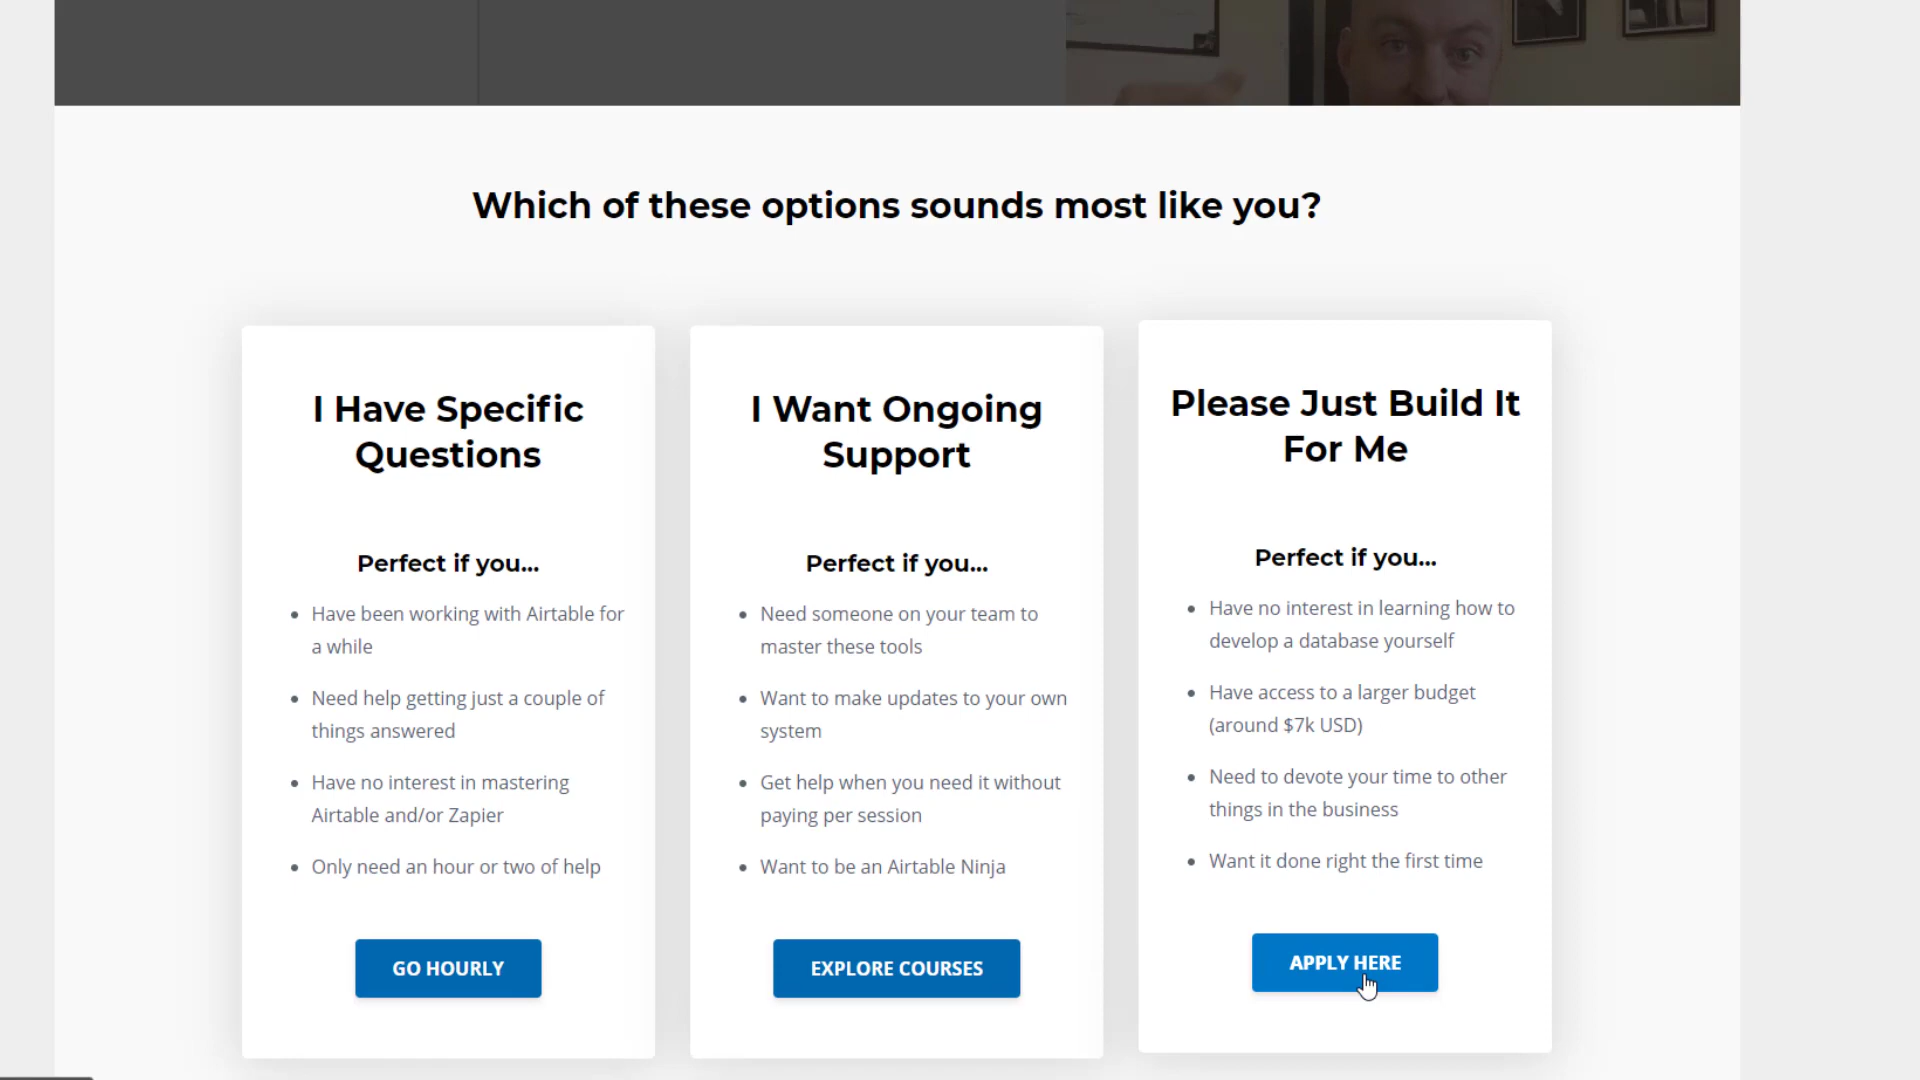 Which of these options sounds most like you?
I Have Specific
Questions
Perfect if you...
• Have been working with Airtable for
a while
• Need help getting just a couple of
things answered
• Have no interest in mastering
Airtable and/or Zapier
• Only need an hour or two of help
GO HOURLY
I Want Ongoing
Support
Perfect if you...
• Need someone on your team to
master these tools
• Want to make updates to your own
system
• Get help when you need it without
paying per session
• Want to be an Airtable Ninja
EXPLORE COURSES
Please Just Build It
For Me
Perfect if you...
• Have no interest in learning how to
develop a database yourself
• Have access to a larger budget
(around $7k USD)
• Need to devote your time to other
things in the business
• Want it done right the first time
APPLY HERE